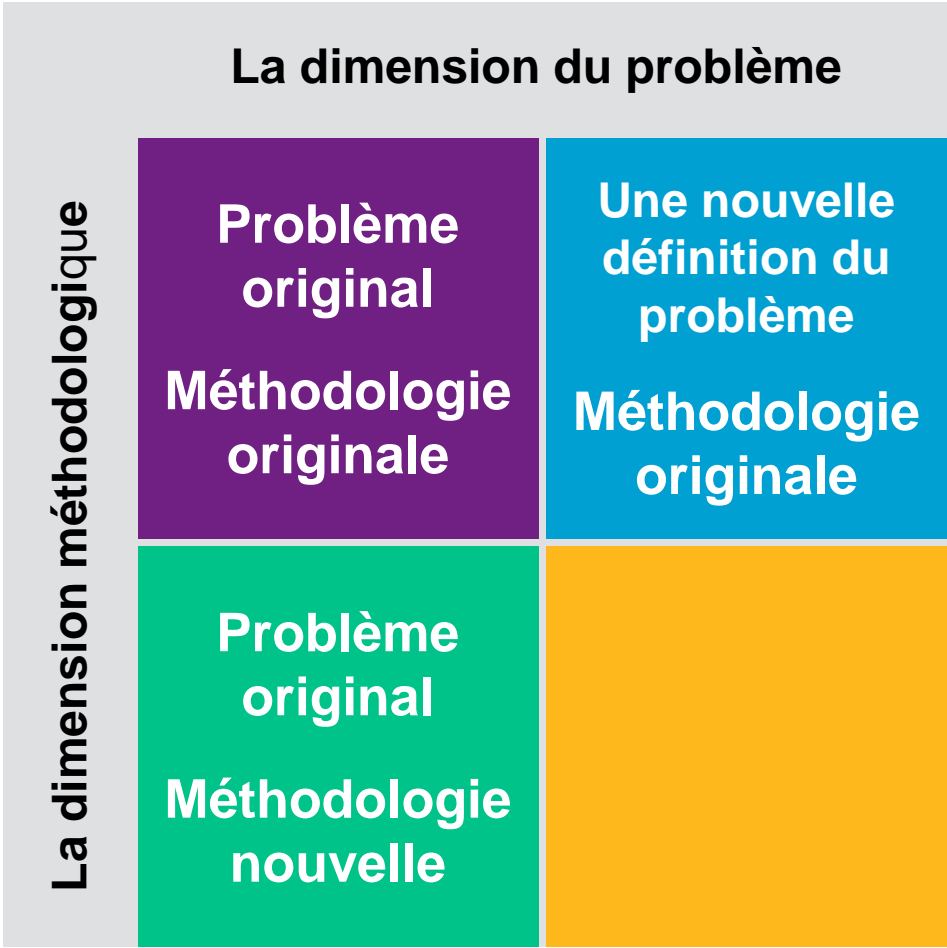 La dimension du problème
La dimension méthodologique
Problème
original
Méthodologie
originale
Une nouvelle
définition du
problème
Méthodologie
originale
Problème
original
Méthodologie
nouvelle